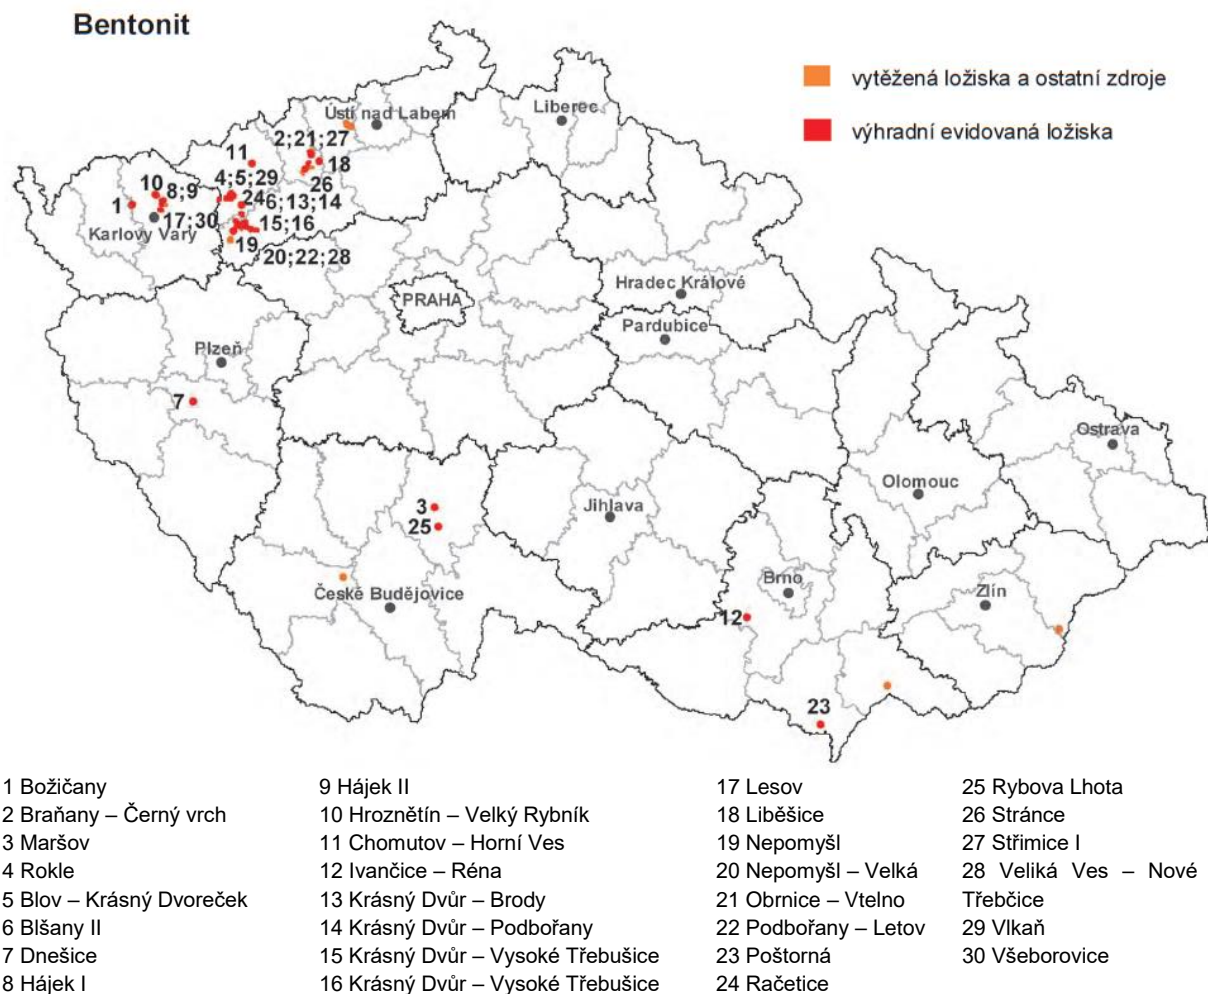 Bentonit
vytěžená ložiska a ostatní zdroje
výhradní evidovaná ložiska
Ústí nad Labem
Liberec
2;21;27
11
18
4;5;29
26
10
8;9
1
24
6;13;14
17;30
15;16
Karlovy Vary
19
20;22;28
Hradec Králové
PRAHA
Pardubice
Plzeň
7
Ostrava
Olomouc
3
Jihlava
25
Brno
Zlín
České Budějovice
12
23
1 Božičany
2 Braňany – Černý vrch
3 Maršov
4 Rokle
5 Blov – Krásný Dvoreček
6 Blšany II
7 Dnešice
8 Hájek I
9 Hájek II
10 Hroznětín – Velký Rybník
11 Chomutov – Horní Ves
12 Ivančice – Réna
13 Krásný Dvůr – Brody
14 Krásný Dvůr – Podbořany
15 Krásný Dvůr – Vysoké Třebušice
16 Krásný Dvůr – Vysoké Třebušice
17 Lesov
18 Liběšice
19 Nepomyšl
20 Nepomyšl – Velká
21 Obrnice – Vtelno
22 Podbořany – Letov
23 Poštorná
24 Račetice
25 Rybova Lhota
26 Stránce
27 Střimice I
28 Veliká Ves – Nové
Třebčice
29 Vlkaň
30 Všeborovice